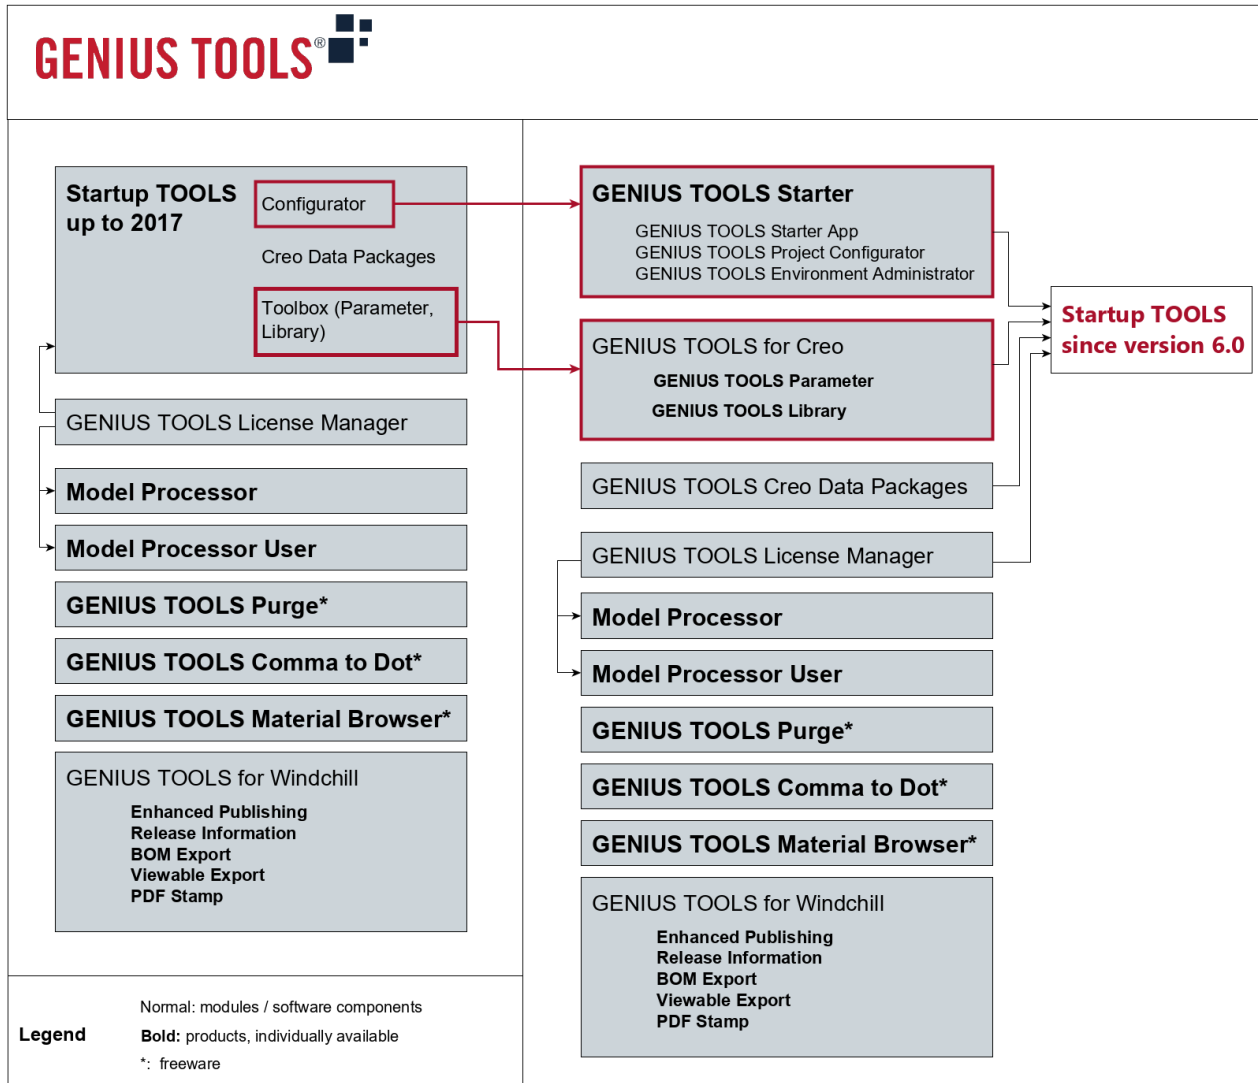 GENIUS TOOLS®
Startup TOOLS
up to 2017
Configurator
Creo Data Packages
Toolbox (Parameter,
Library)
GENIUS TOOLS License Manager
Model Processor
Model Processor User
GENIUS TOOLS Purge*
GENIUS TOOLS Comma to Dot*
GENIUS TOOLS Material Browser*
GENIUS TOOLS for Windchill
Enhanced Publishing
Release Information
BOM Export
Viewable Export
PDF Stamp
Legend
Normal: modules / software components
Bold: products, individually available
*: freeware
GENIUS TOOLS Starter
GENIUS TOOLS Starter App
GENIUS TOOLS Project Configurator
GENIUS TOOLS Environment Administrator
GENIUS TOOLS for Creo
GENIUS TOOLS Parameter
GENIUS TOOLS Library
GENIUS TOOLS Creo Data Packages
GENIUS TOOLS License Manager
Model Processor
Model Processor User
GENIUS TOOLS Purge*
GENIUS TOOLS Comma to Dot*
GENIUS TOOLS Material Browser*
GENIUS TOOLS for Windchill
Enhanced Publishing
Release Information
BOM Export
Viewable Export
PDF Stamp
Startup TOOLS
since version 6.0